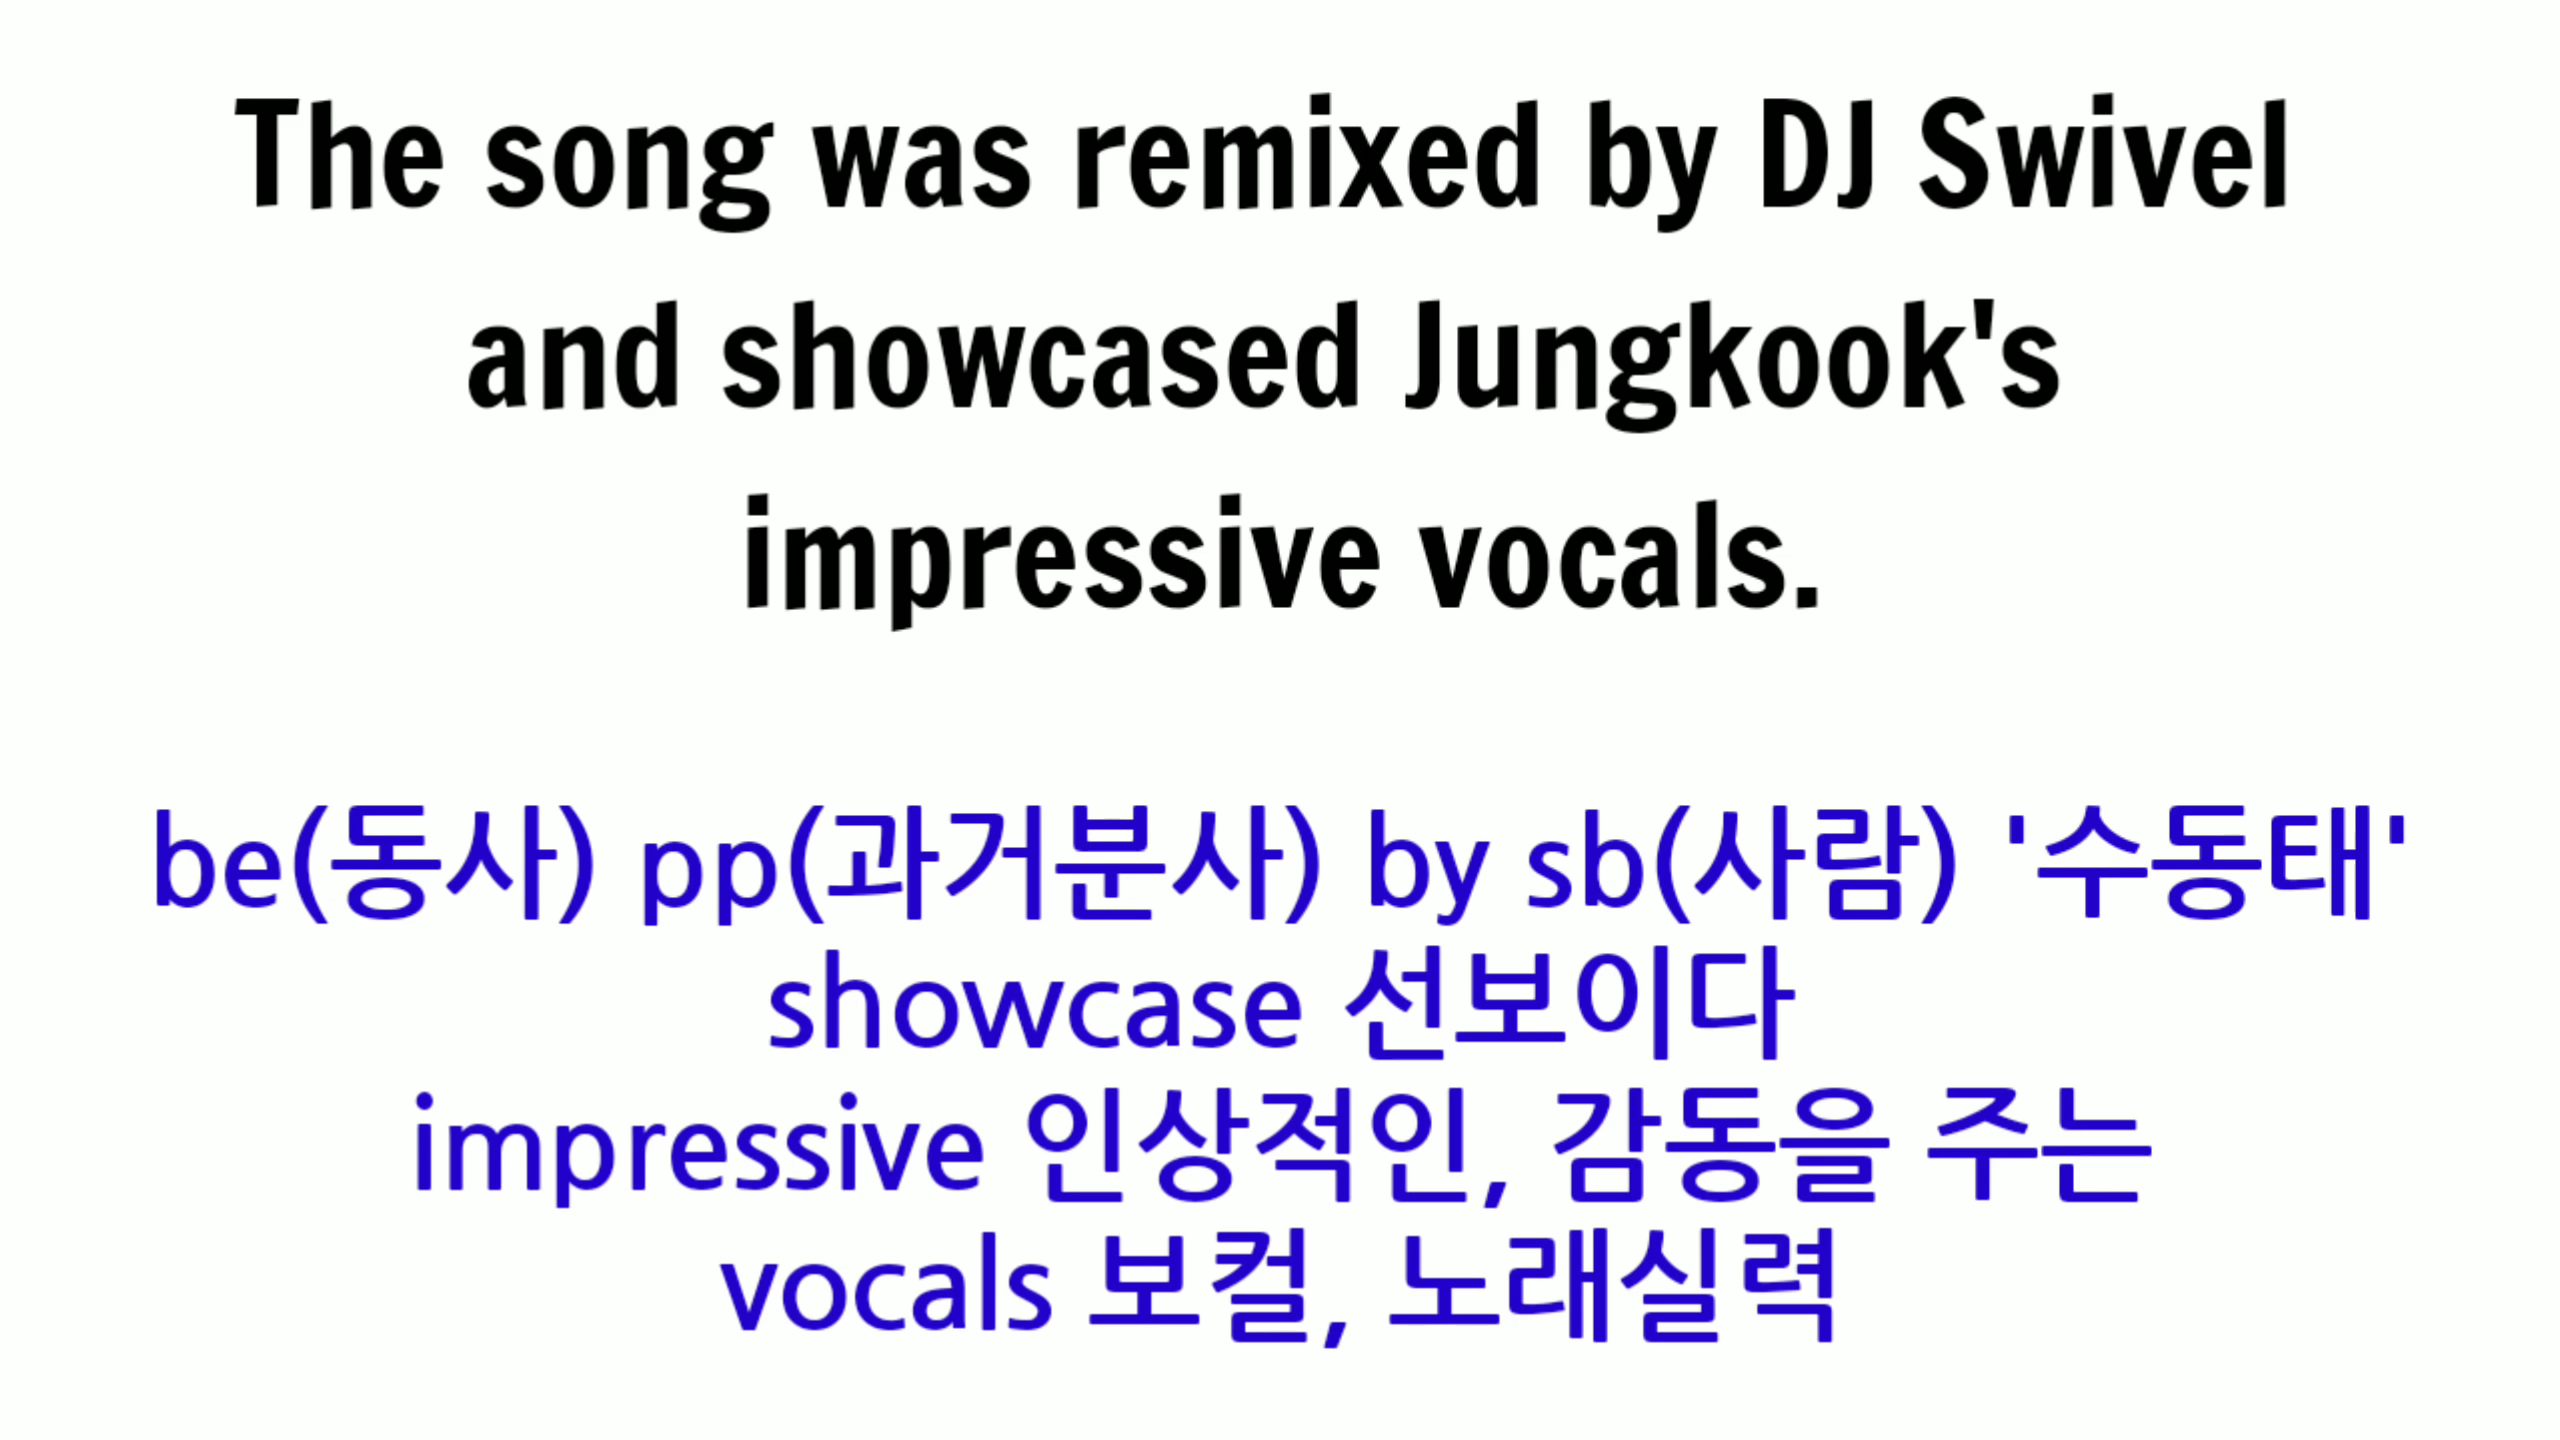 The song was remixed by DJ Swivel
and showcased Jungkook's
impressive vocals.
be(동사) pp(과거분사) by sb(사람) '수동태'
showcase 선보이다
impressive 인상적인, 감동을 주는
vocals 보컬, 노래실력